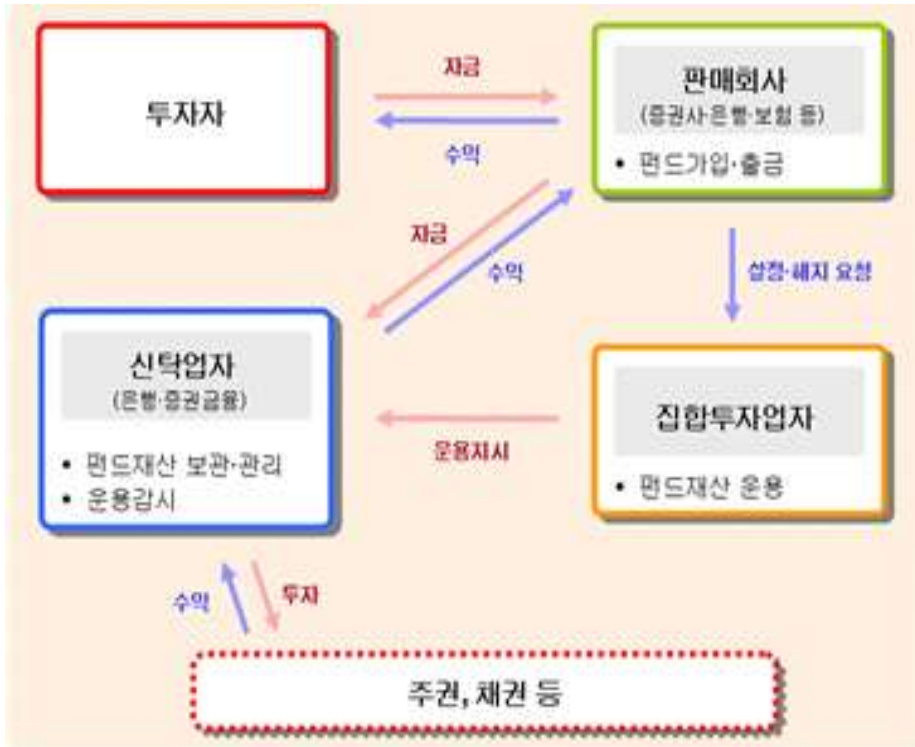 투자자
자금
수익
판매회사
(증권사·은행·보험 등)
• 펀드가입·출금
자금
수익
설정·해지 요청
신탁업자
(은행·증권금융)
• 펀드재산 보관·관리
• 운용감시
운용지시
집합투자업자
• 펀드재산 운용
수익
투자
주권, 채권 등